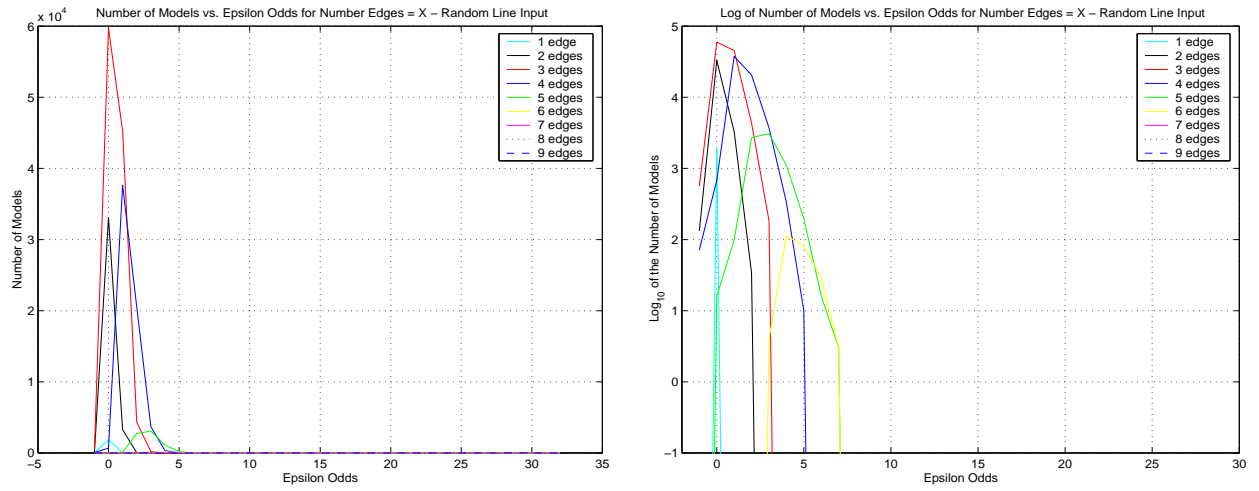 Number of Models vs. Epsilon Odds for Number Edges = X − Random Line Input
x 10^4
6
5
4
3
2
1
0
Number of Models
−5
0
5
10
15
20
25
30
35
Epsilon Odds
1 edge
2 edges
3 edges
4 edges
5 edges
6 edges
7 edges
8 edges
9 edges
Log of Number of Models vs. Epsilon Odds for Number Edges = X − Random Line Input
5
4
3
2
1
0
−1
Log10 of the Number of Models
0
5
10
15
20
25
30
Epsilon Odds
1 edge
2 edges
3 edges
4 edges
5 edges
6 edges
7 edges
8 edges
9 edges